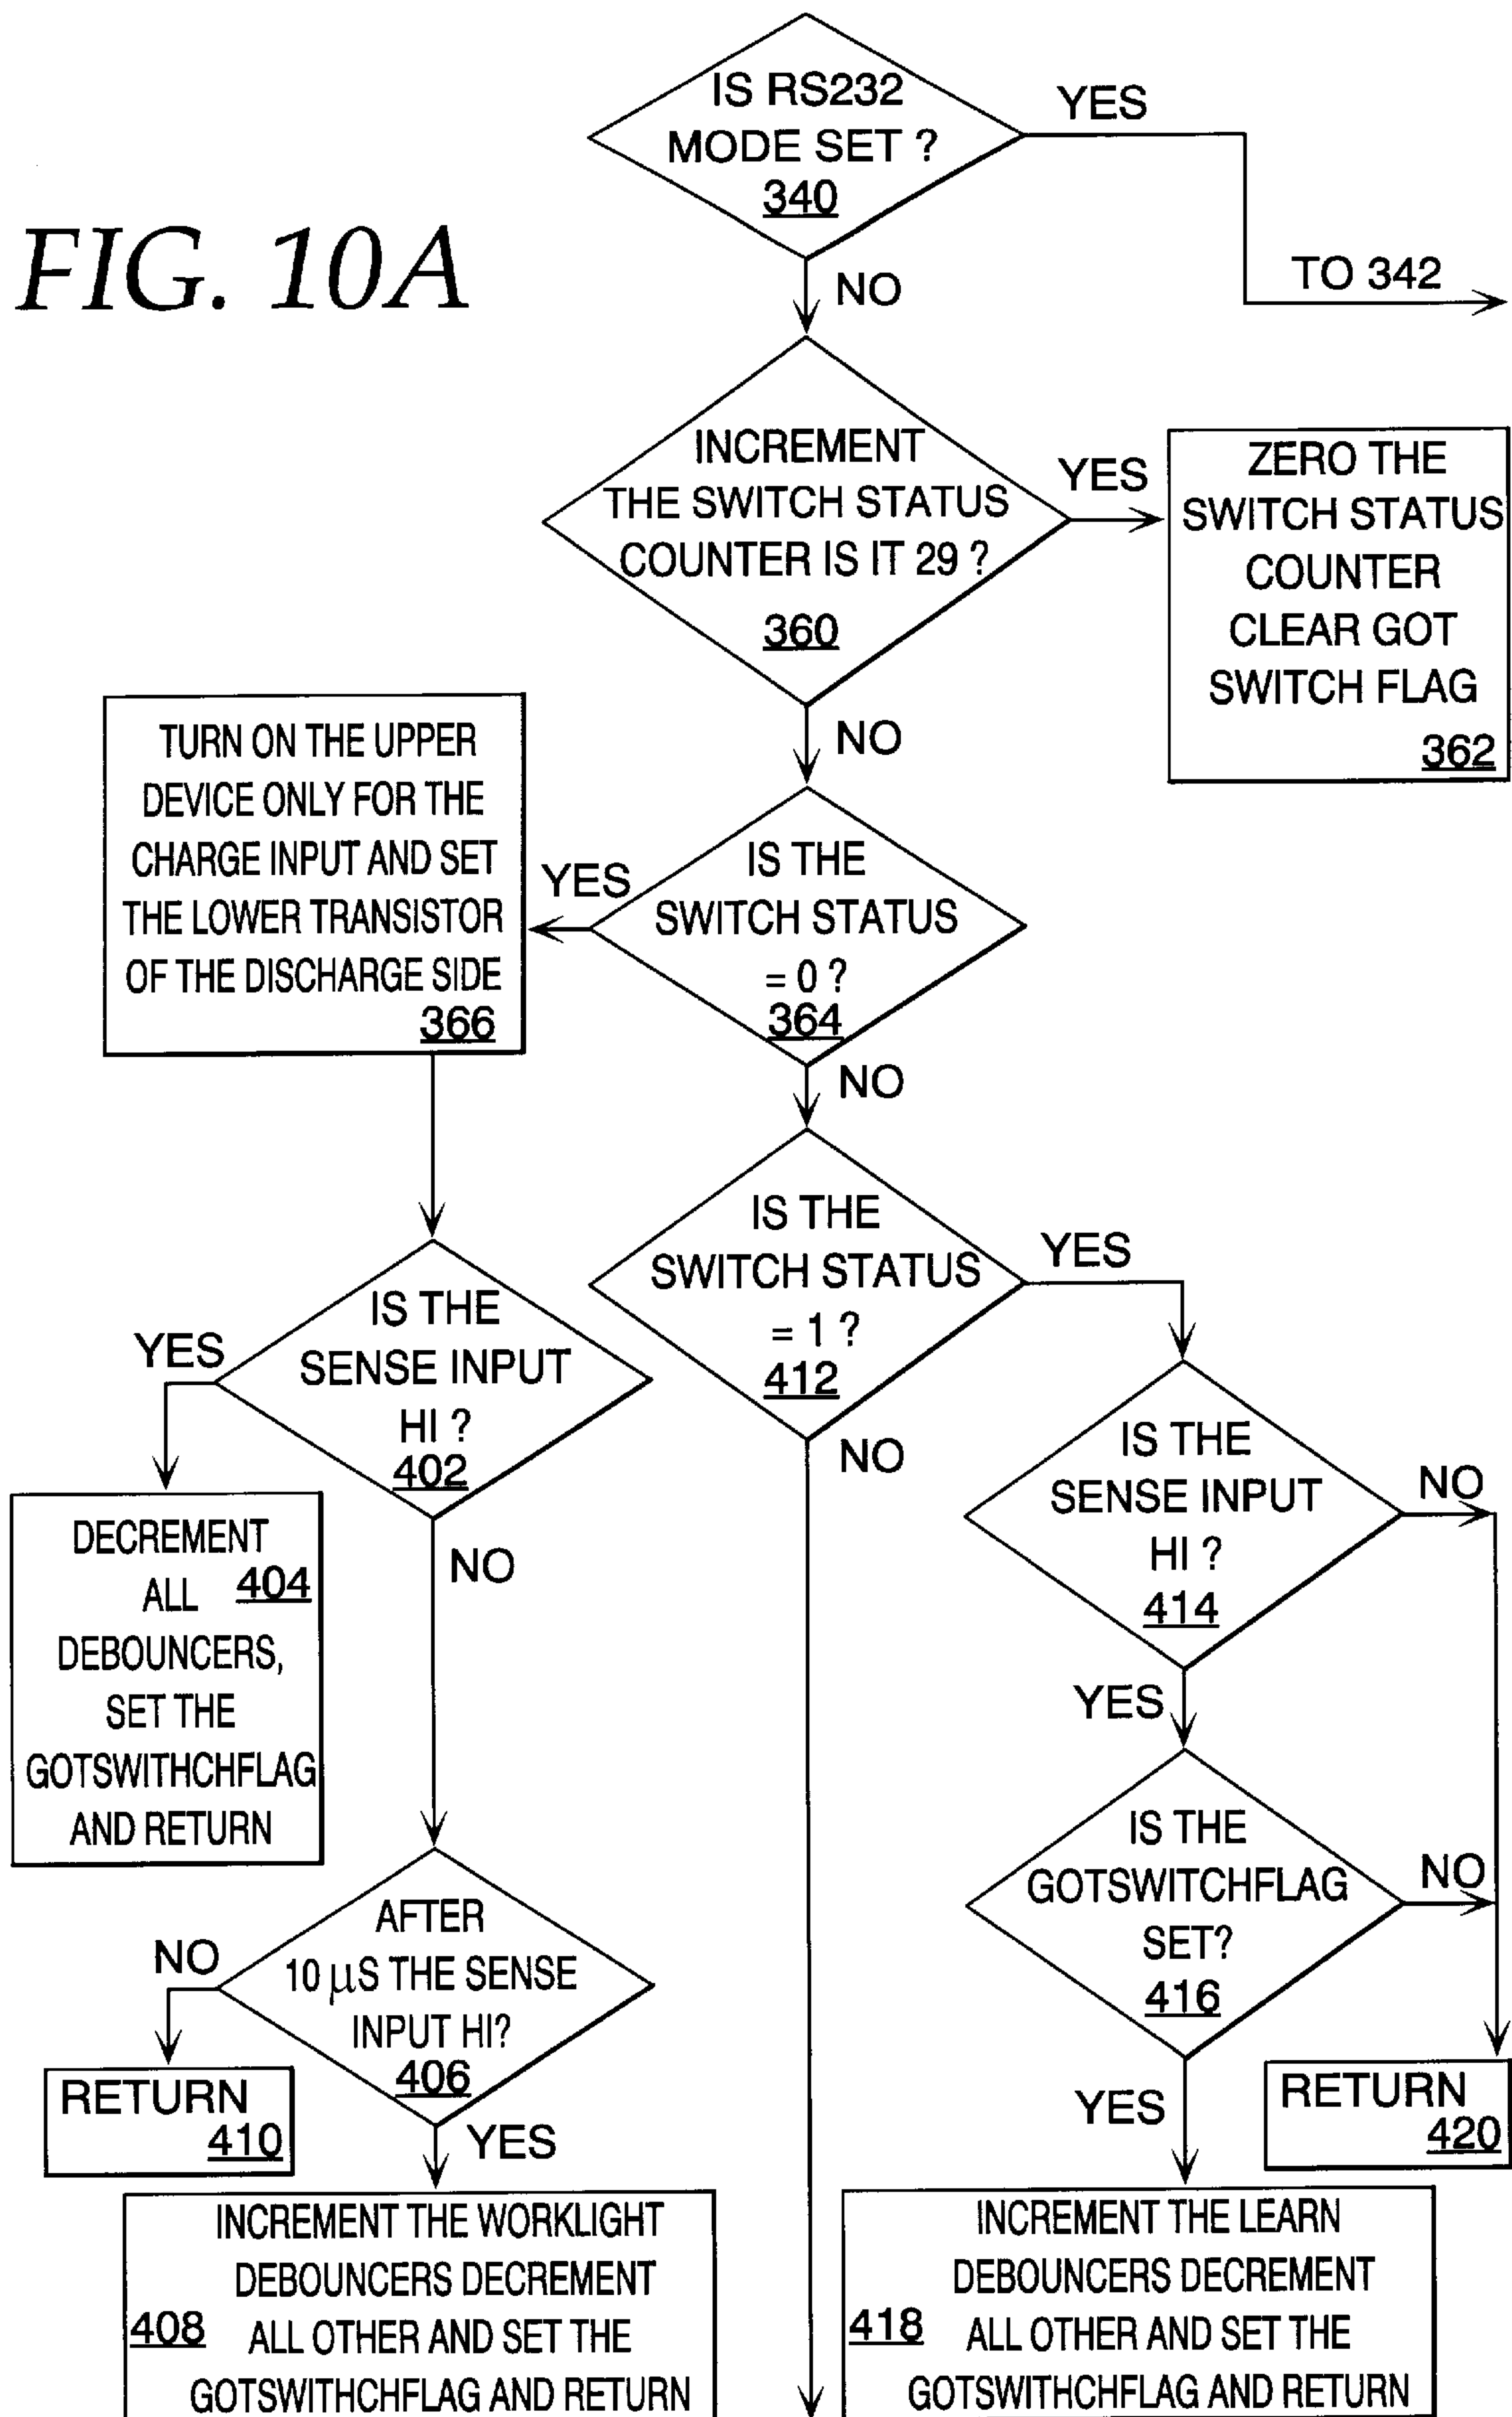 FIG. 10A
IS RS232
MODE SET ?
340
YES
TO 342
NO
INCREMENT
THE SWITCH STATUS
COUNTER IS IT 29 ?
360
YES
ZERO THE
SWITCH STATUS
COUNTER
CLEAR GOT
SWITCH FLAG
362
NO
TURN ON THE UPPER
DEVICE ONLY FOR THE
CHARGE INPUT AND SET
THE LOWER TRANSISTOR
OF THE DISCHARGE SIDE
366
YES
IS THE
SWITCH STATUS
= 0 ?
364
NO
IS THE
SWITCH STATUS
= 1 ?
412
YES
NO
IS THE
SENSE INPUT
HI ?
402
YES
NO
DECREMENT
ALL 404
DEBOUNCERS,
SET THE
GOTSWITHCHFLAG
AND RETURN
IS THE
SENSE INPUT
HI ?
414
NO
YES
IS THE
GOTSWITCHFLAG
SET?
416
NO
YES
AFTER
10 µS THE SENSE
INPUT HI?
406
NO
RETURN
410
YES
RETURN
420
INCREMENT THE WORKLIGHT
DEBOUNCERS DECREMENT
408 ALL OTHER AND SET THE
GOTSWITHCHFLAG AND RETURN
INCREMENT THE LEARN
DEBOUNCERS DECREMENT
418 ALL OTHER AND SET THE
GOTSWITHCHFLAG AND RETURN